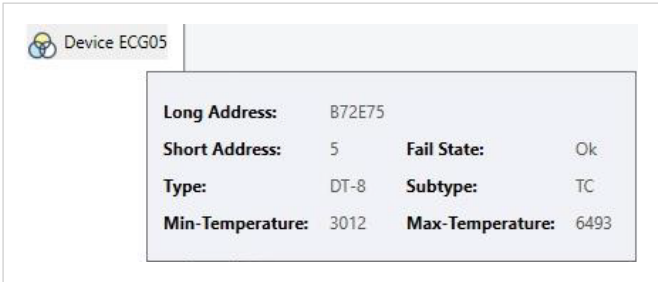 Device ECG05
Long Address: B72E75
Short Address: 5 Fail State: Ok
Type: DT-8 Subtype: TC
Min-Temperature: 3012 Max-Temperature: 6493